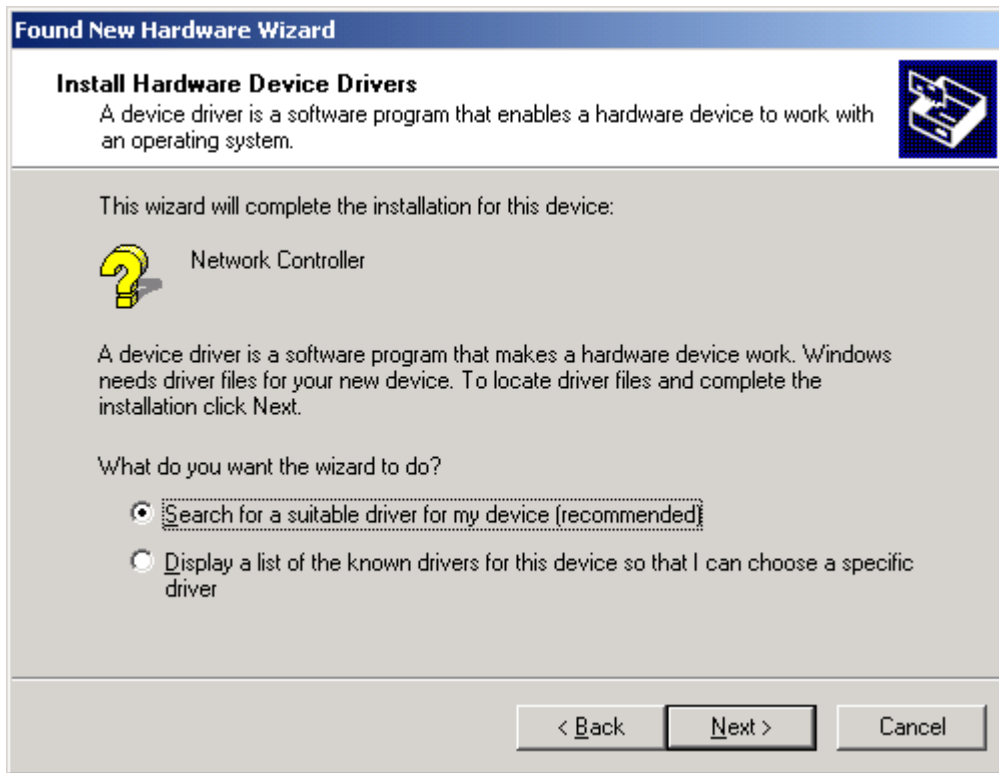 Found New Hardware Wizard
Install Hardware Device Drivers
A device driver is a software program that enables a hardware device to work with
an operating system.
This wizard will complete the installation for this device:
Network Controller
A device driver is a software program that makes a hardware device work. Windows
needs driver files for your new device. To locate driver files and complete the
installation click Next.
What do you want the wizard to do?
Search for a suitable driver for my device (recommended)
Display a list of the known drivers for this device so that I can choose a specific
driver
< Back
Next >
Cancel